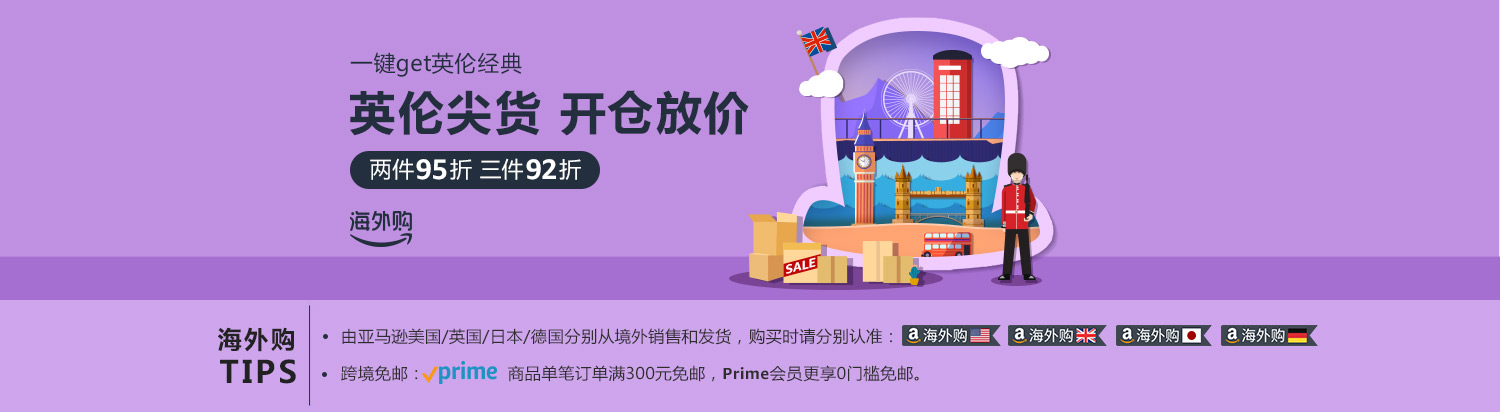 一键get英伦经典
英伦尖货 开仓放价
两件95折 三件92折
海外购
SALE
海外购
TIPS
• 由亚马逊美国/英国/日本/德国分别从境外销售和发货，购买时请分别认准： a海外购 a海外购 a海外购 a海外购
• 跨境免邮：prime 商品单笔订单满300元免邮，Prime会员更享0门槛免邮。